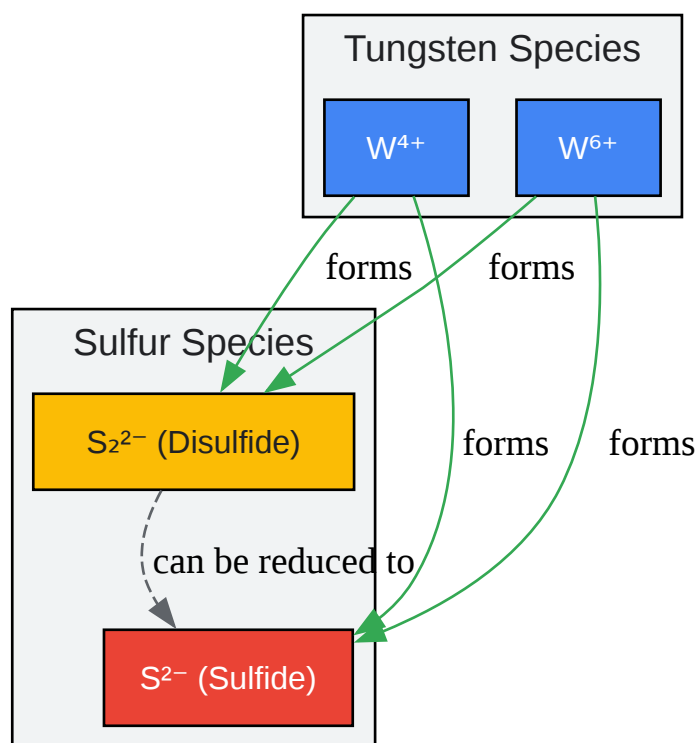 Tungsten Species
W⁴⁺
W⁶⁺
forms
forms
Sulfur Species
S₂²⁻ (Disulfide)
forms
forms
can be reduced to
S²⁻ (Sulfide)